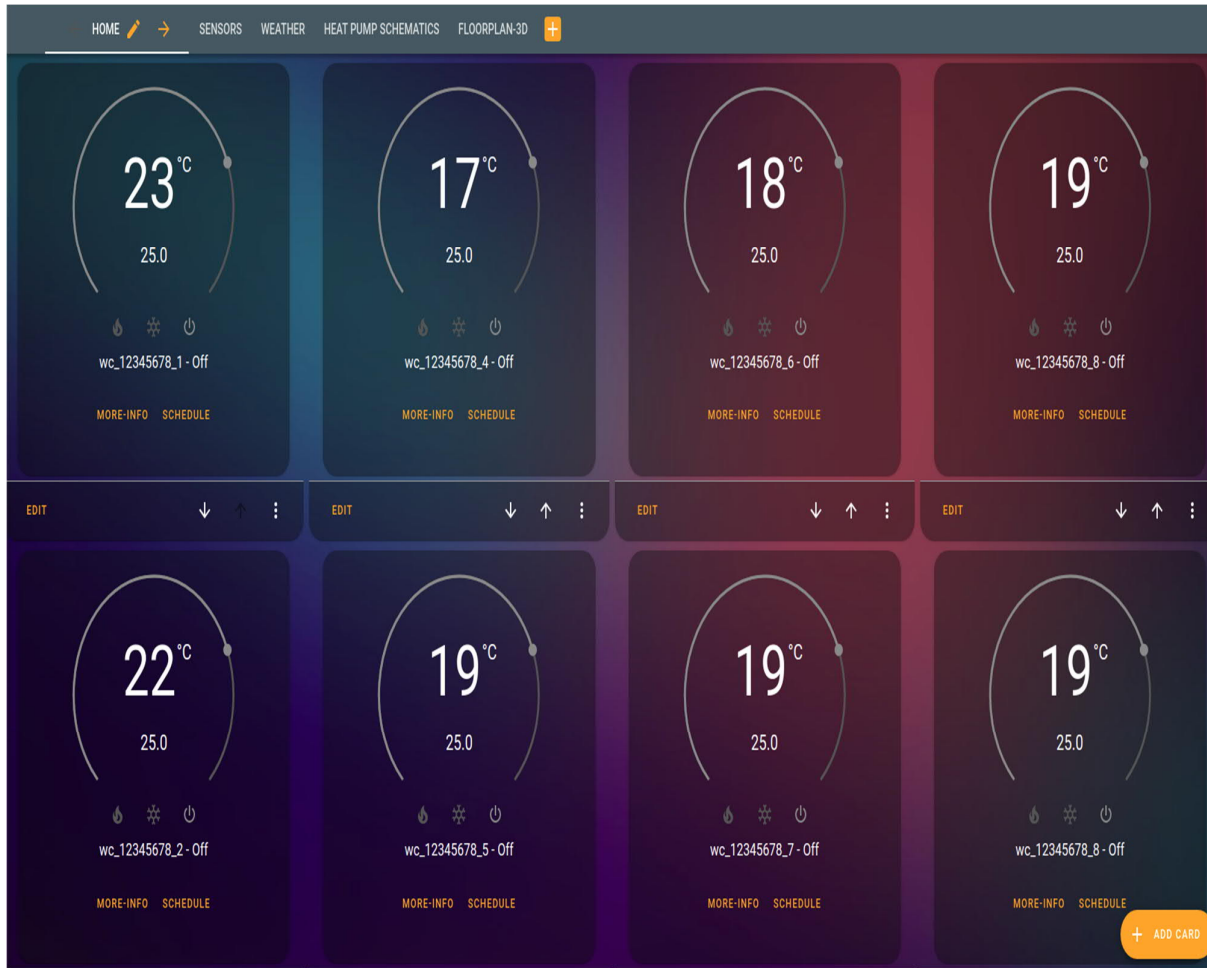 HOME SENSORS WEATHER HEAT PUMP SCHEMATICS FLOORPLAN-3D +
23°C 17°C 18°C 19°C
25.0 25.0 25.0 25.0
wc_12345678_1 - Off wc_12345678_4 - Off wc_12345678_6 - Off wc_12345678_8 - Off
MORE-INFO SCHEDULE MORE-INFO SCHEDULE MORE-INFO SCHEDULE MORE-INFO SCHEDULE
EDIT EDIT EDIT EDIT
22°C 19°C 19°C 19°C
25.0 25.0 25.0 25.0
wc_12345678_2 - Off wc_12345678_5 - Off wc_12345678_7 - Off wc_12345678_8 - Off
MORE-INFO SCHEDULE MORE-INFO SCHEDULE MORE-INFO SCHEDULE MORE-INFO SCHEDULE
+ ADD CARD